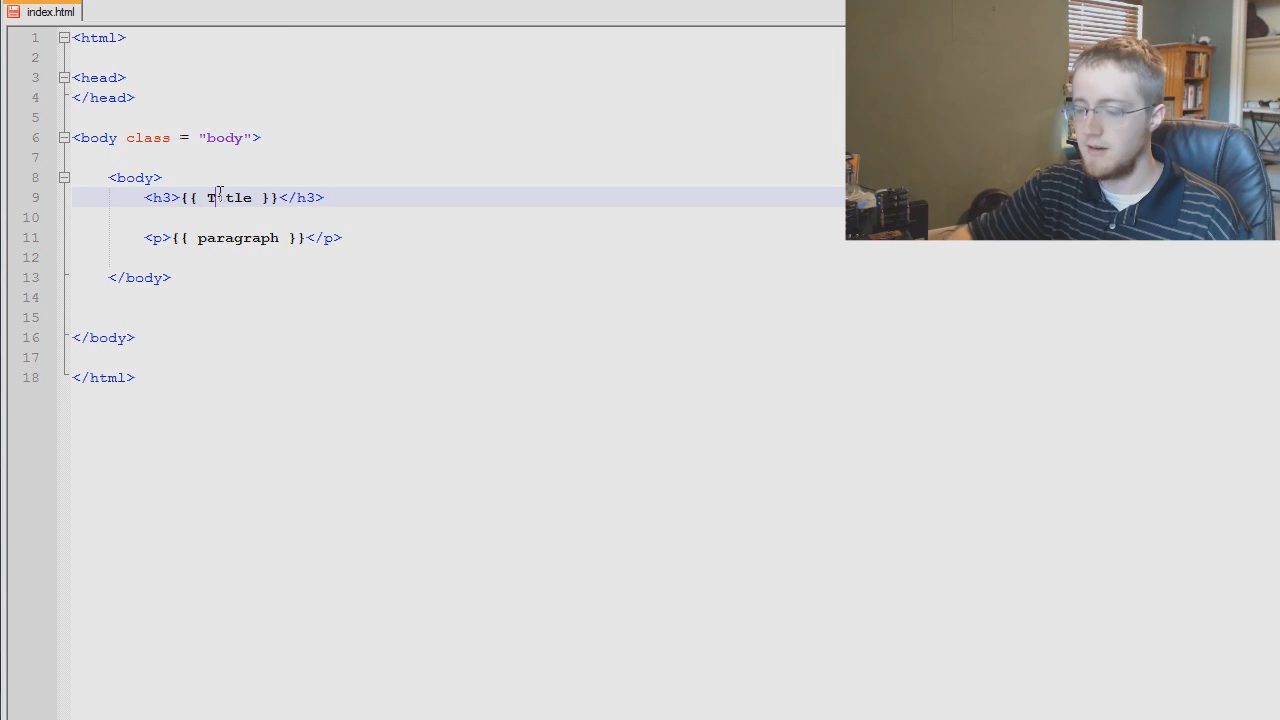 index.html
1 <html>
2
3 <head>
4 </head>
5
6 <body class = "body">
7
8 <body>
9 <h3>{{ Title }}</h3>
10
11 <p>{{ paragraph }}</p>
12
13 </body>
14
15
16 </body>
17
18 </html>